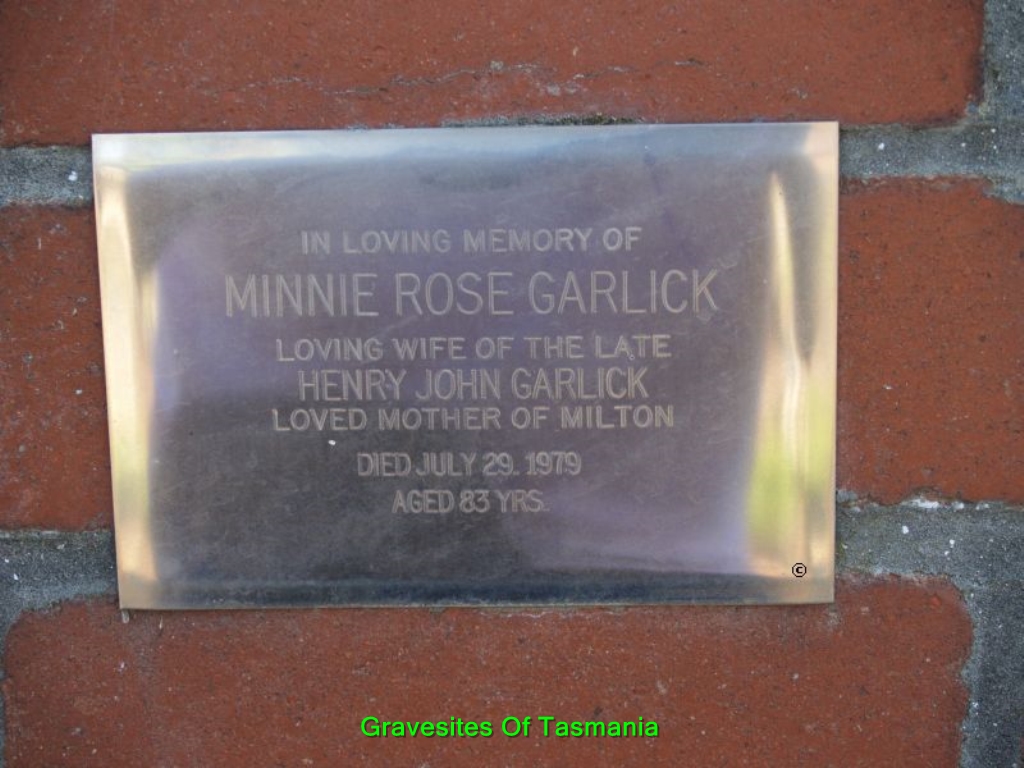 IN LOVING MEMORY OF
MINNIE ROSE GARLICK
LOVING WIFE OF THE LATE
HENRY JOHN GARLICK
LOVED MOTHER OF MILTON
DIED JULY 29. 1979
AGED 83 YRS.
©
Gravesites Of Tasmania